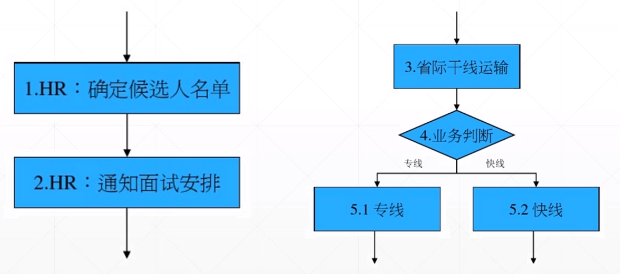 1.HR：确定候选人名单
2.HR：通知面试安排
3.省际干线运输
4.业务判断
专线
快线
5.1 专线
5.2 快线